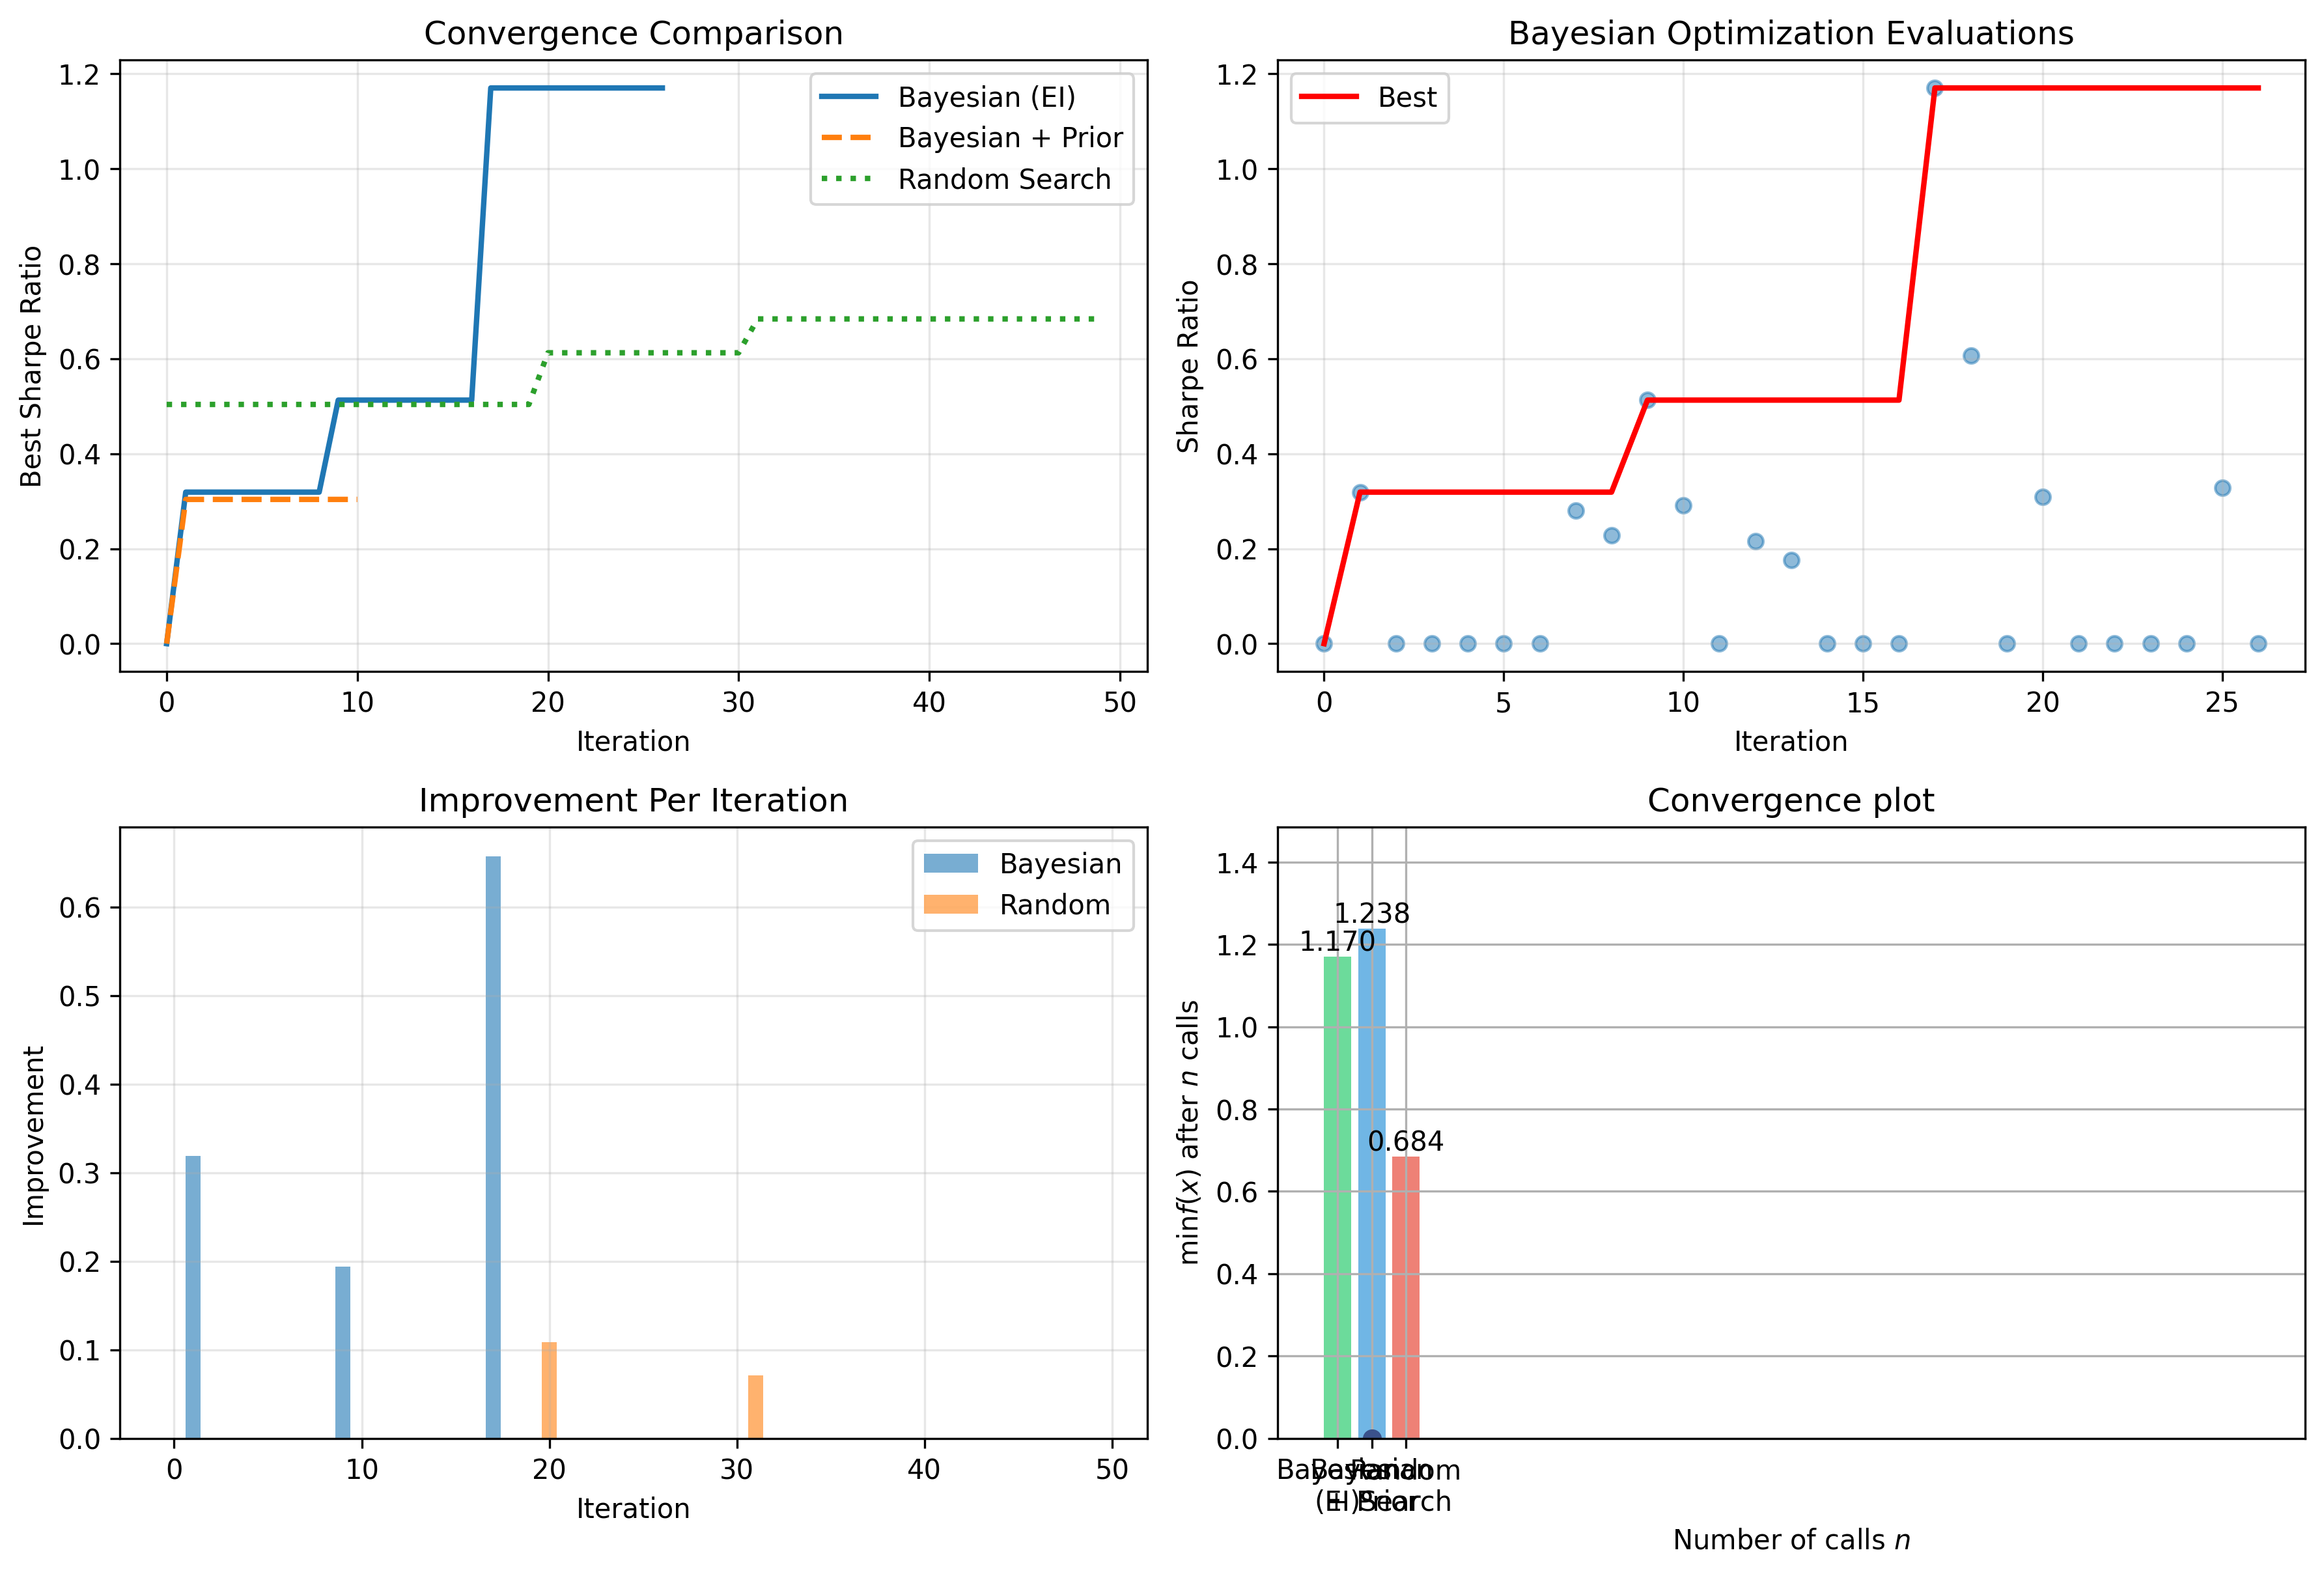 Convergence Comparison
Best Sharpe Ratio
1.2
1.0
0.8
0.6
0.4
0.2
0.0
Bayesian (EI)
Bayesian + Prior
Random Search
0 10 20 30 40 50
Iteration
Bayesian Optimization Evaluations
Sharpe Ratio
1.2
1.0
0.8
0.6
0.4
0.2
0.0
Best
0 5 10 15 20 25
Iteration
Improvement Per Iteration
Improvement
0.6
0.5
0.4
0.3
0.2
0.1
0.0
Bayesian
Random
0 10 20 30 40 50
Iteration
Convergence plot
min f(x) after n calls
1.4
1.2
1.0
0.8
0.6
0.4
0.2
0.0
1.238
1.170
0.684
Bayesian
(EI)
Bayesian
+ Prior
Random
Search
Number of calls n